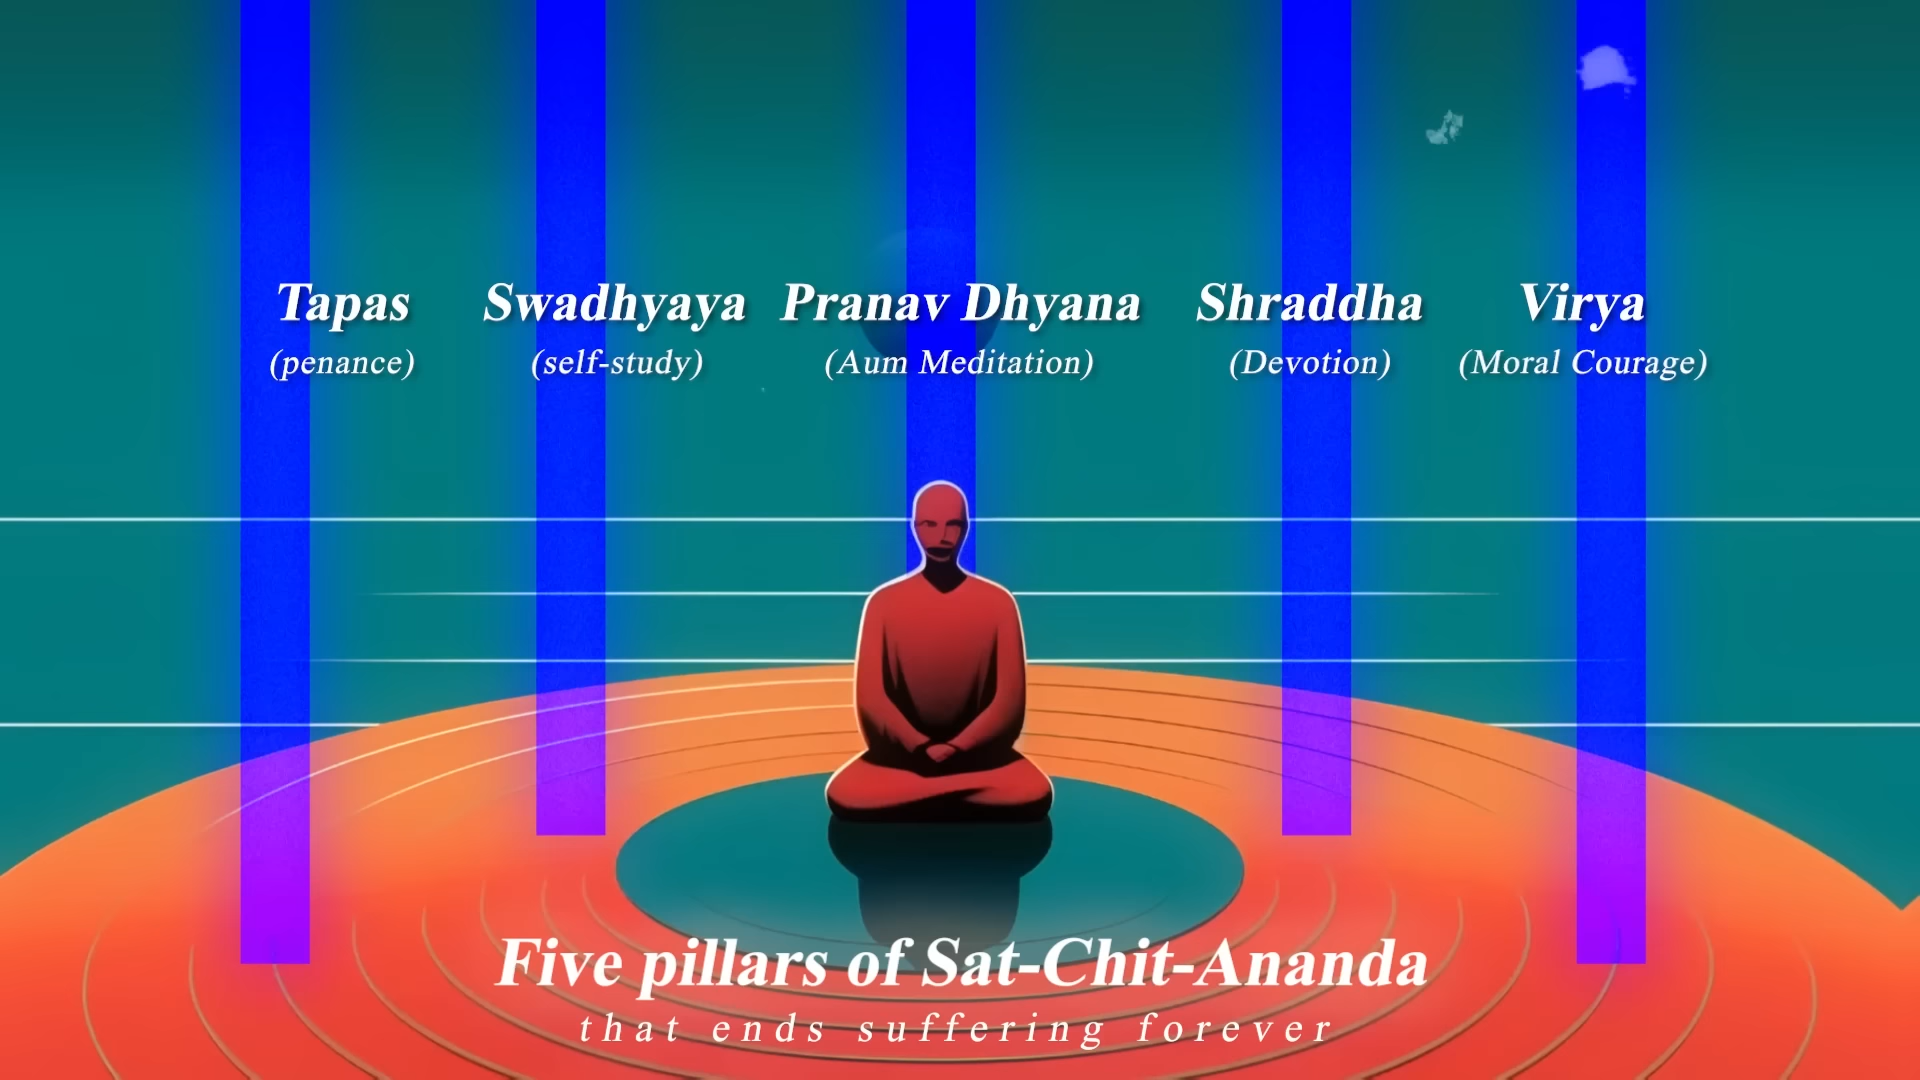 Tapas Swadhyaya Pranav Dhyana Shraddha Virya
(penance) (self-study) (Aum Meditation) (Devotion) (Moral Courage)
Five pillars of Sat-Chit-Ananda
that ends suffering forever